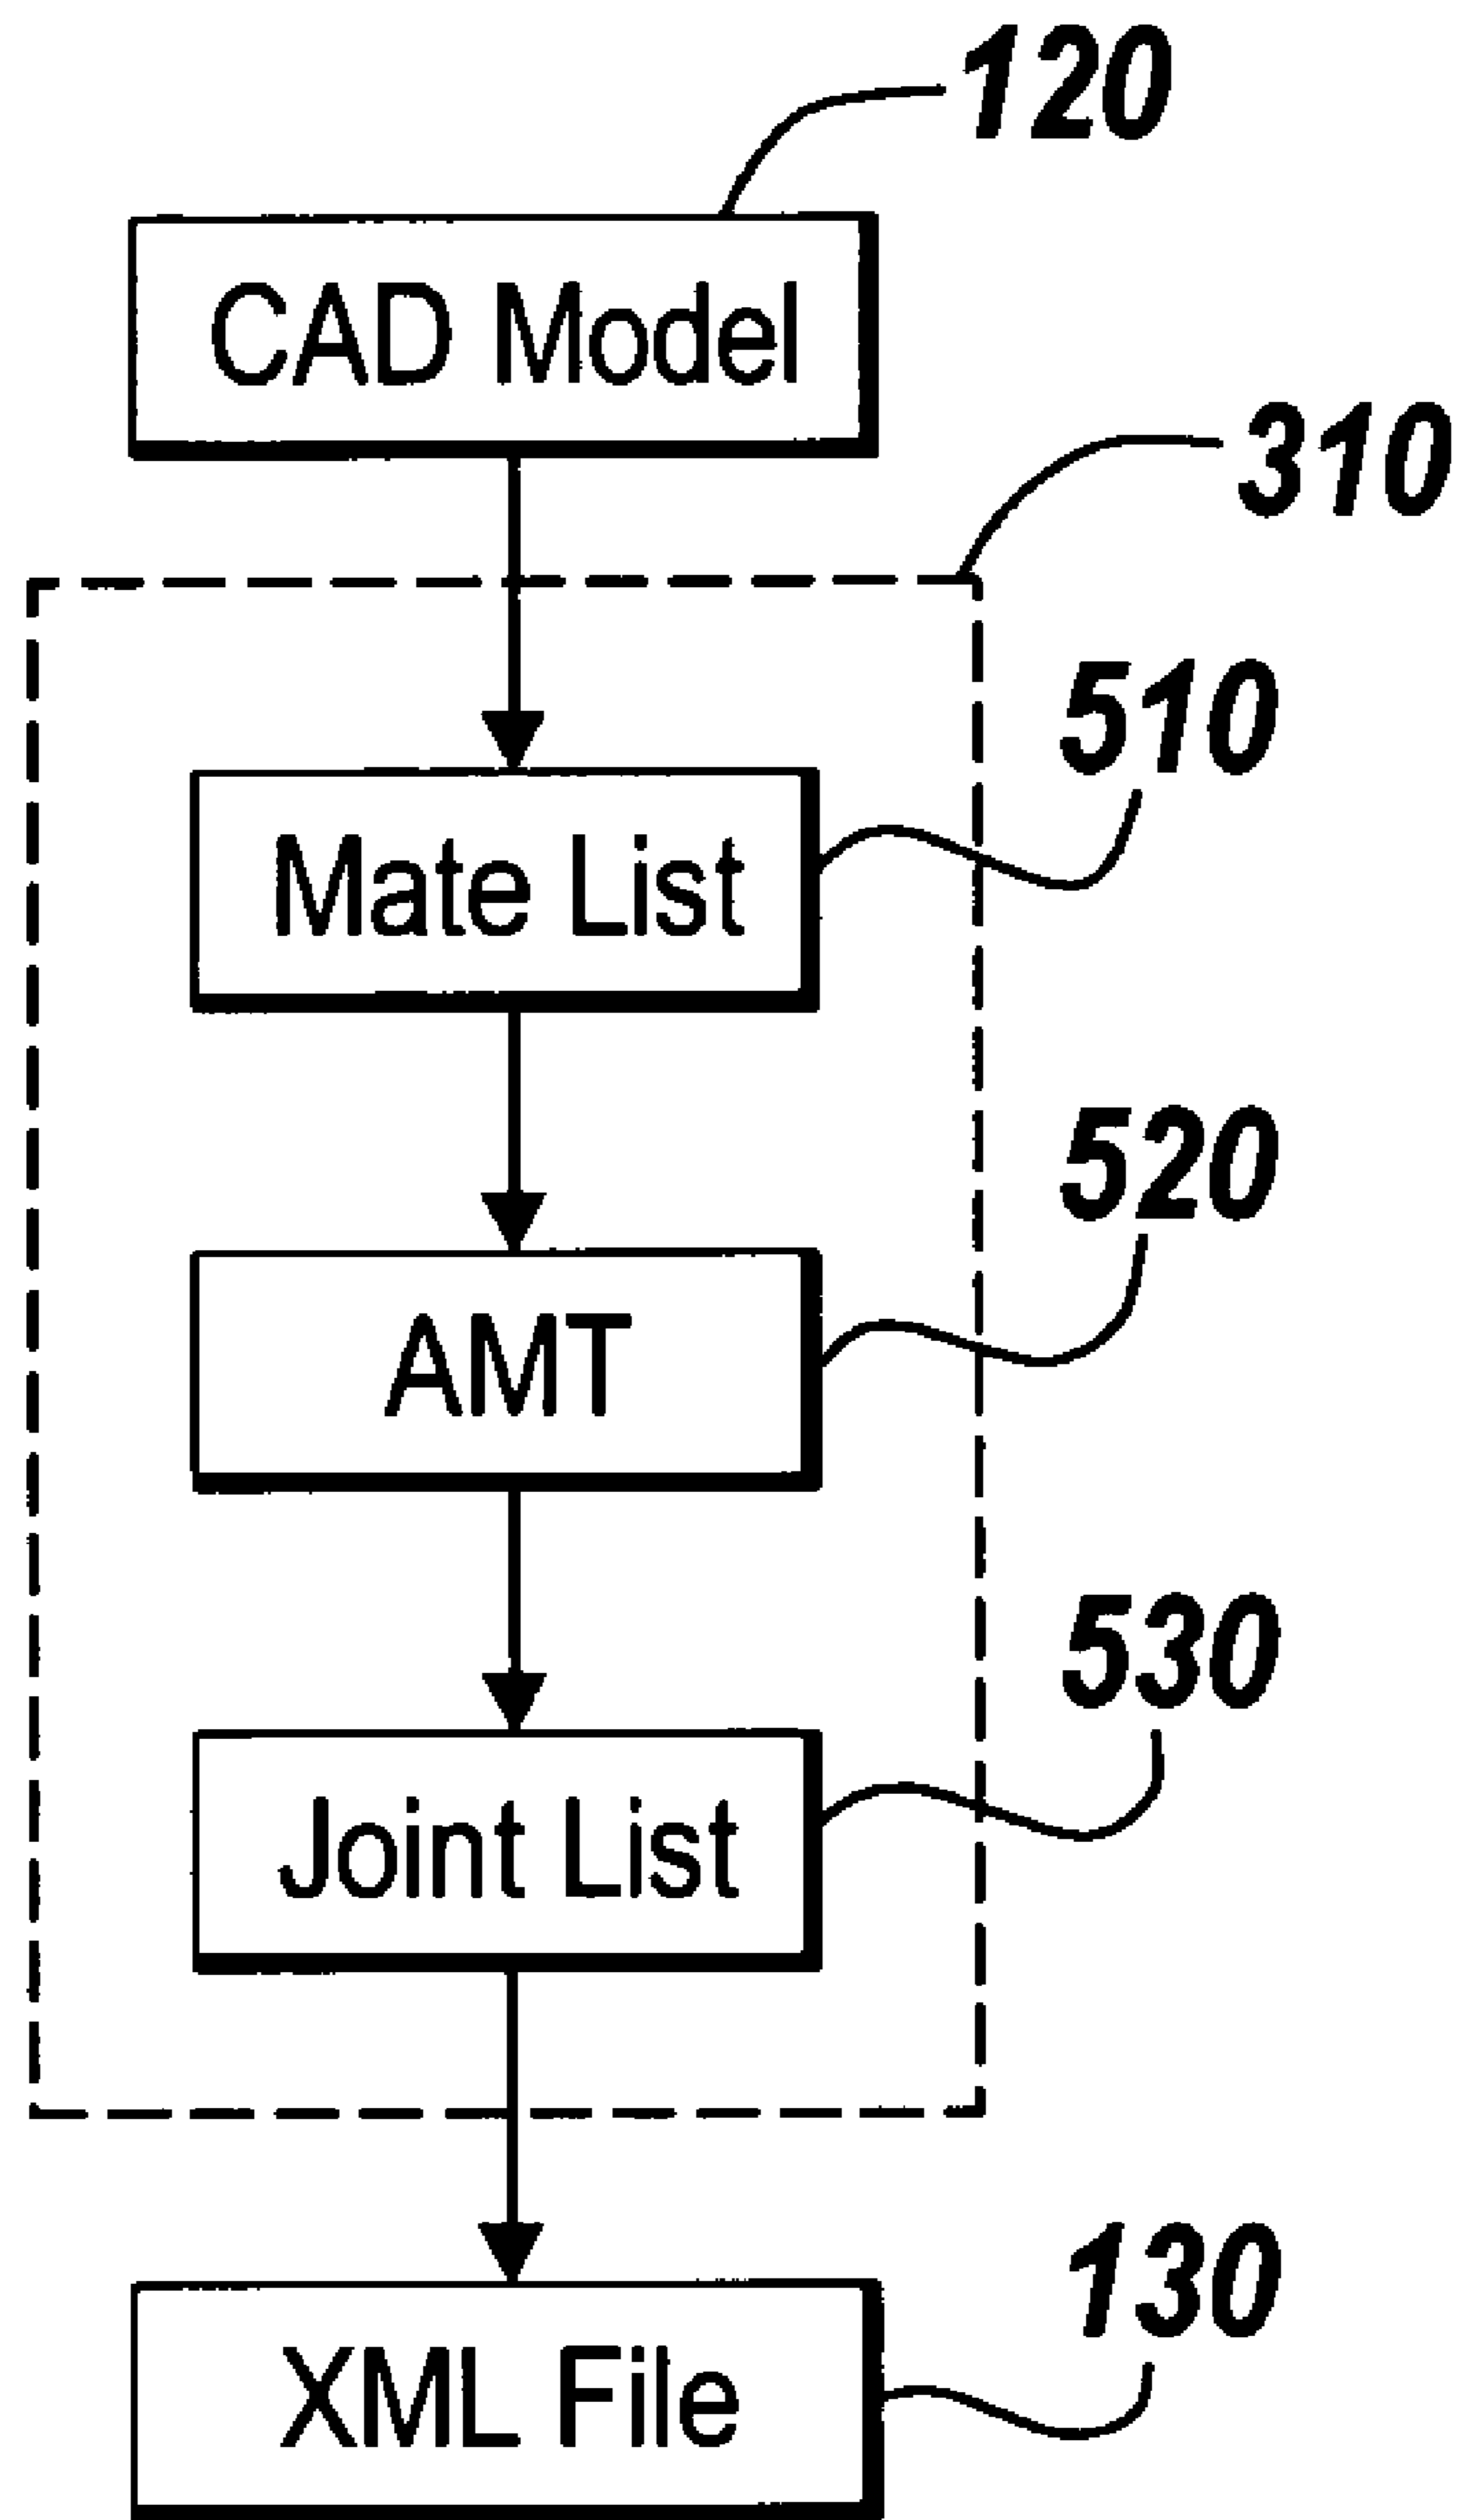 120
CAD Model
310
510
Mate List
520
AMT
530
Joint List
130
XML File